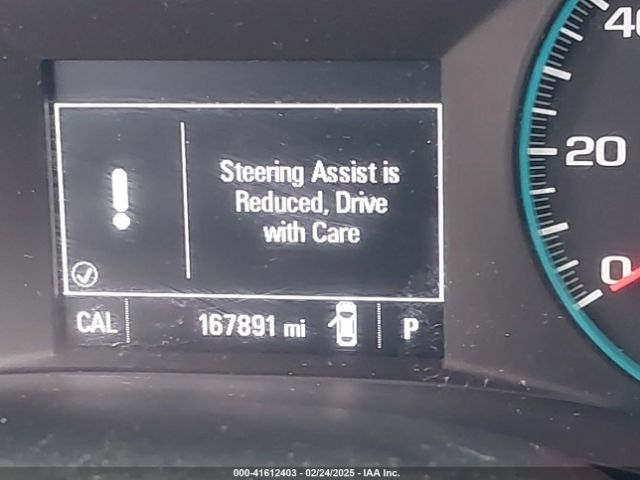 40
Steering Assist is
Reduced, Drive
with Care
20
0
CAL 167891 mi P
000-41612403 - 02/24/2025 - IAA Inc.